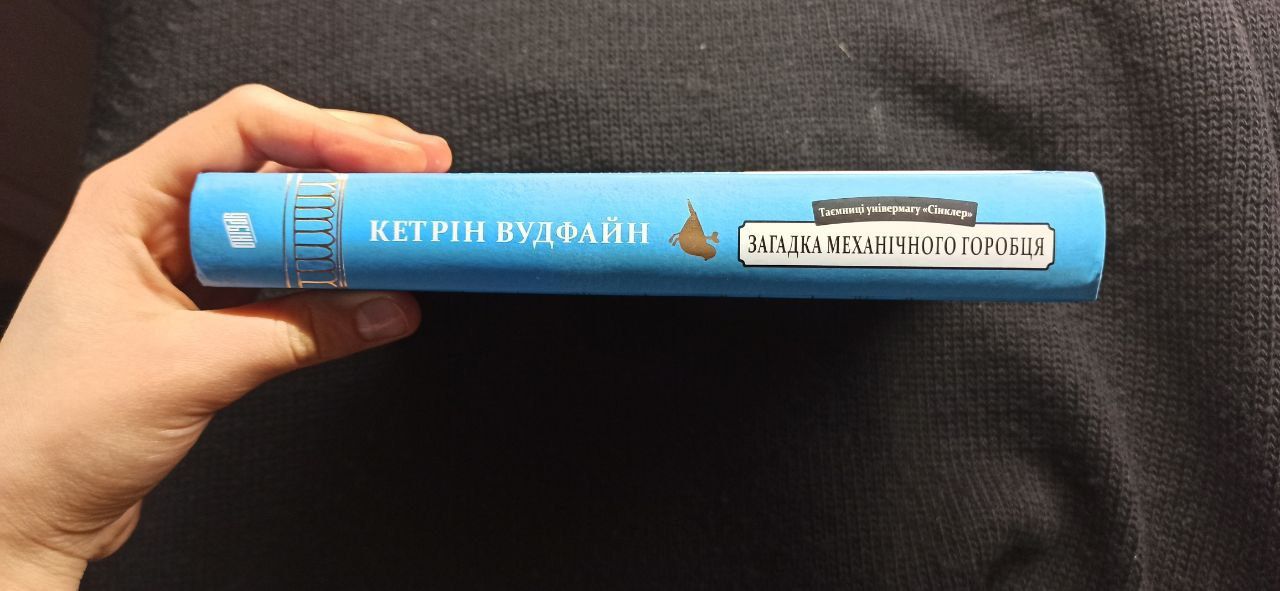 КЕТРІН ВУДФАЙН
Таємниці універмагу «Сінклер»
ЗАГАДКА МЕХАНІЧНОГО ГОРОБЦЯ